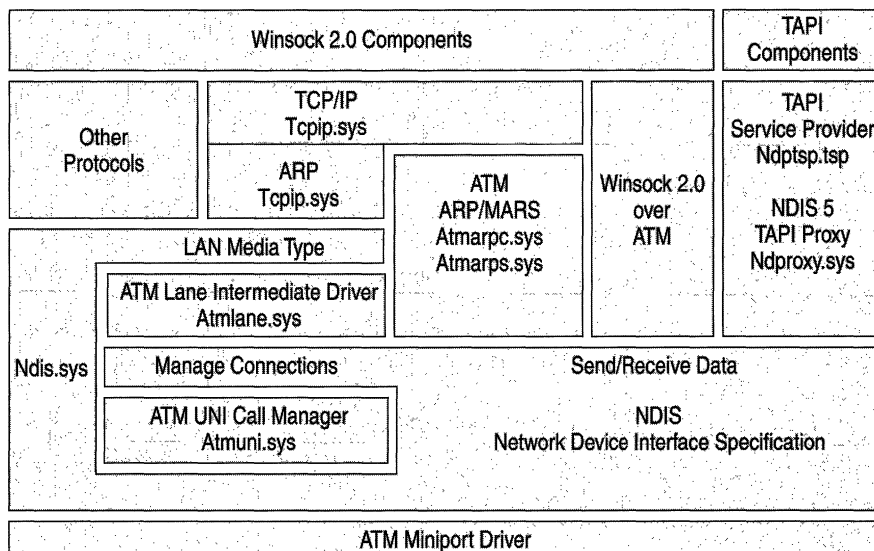 Winsock 2.0 Components
TAPI
Components
Other
Protocols
TCP/IP
Tcpip.sys
ARP
Tcpip.sys
ATM
ARP/MARS
Atmarpc.sys
Atmarps.sys
Winsock 2.0
over
ATM
TAPI
Service Provider
Ndptsp.tsp
NDIS 5
TAPI Proxy
Ndproxy.sys
LAN Media Type
ATM Lane Intermediate Driver
Atmlane.sys
Ndis.sys
Manage Connections
Send/Receive Data
ATM UNI Call Manager
Atmuni.sys
NDIS
Network Device Interface Specification
ATM Miniport Driver